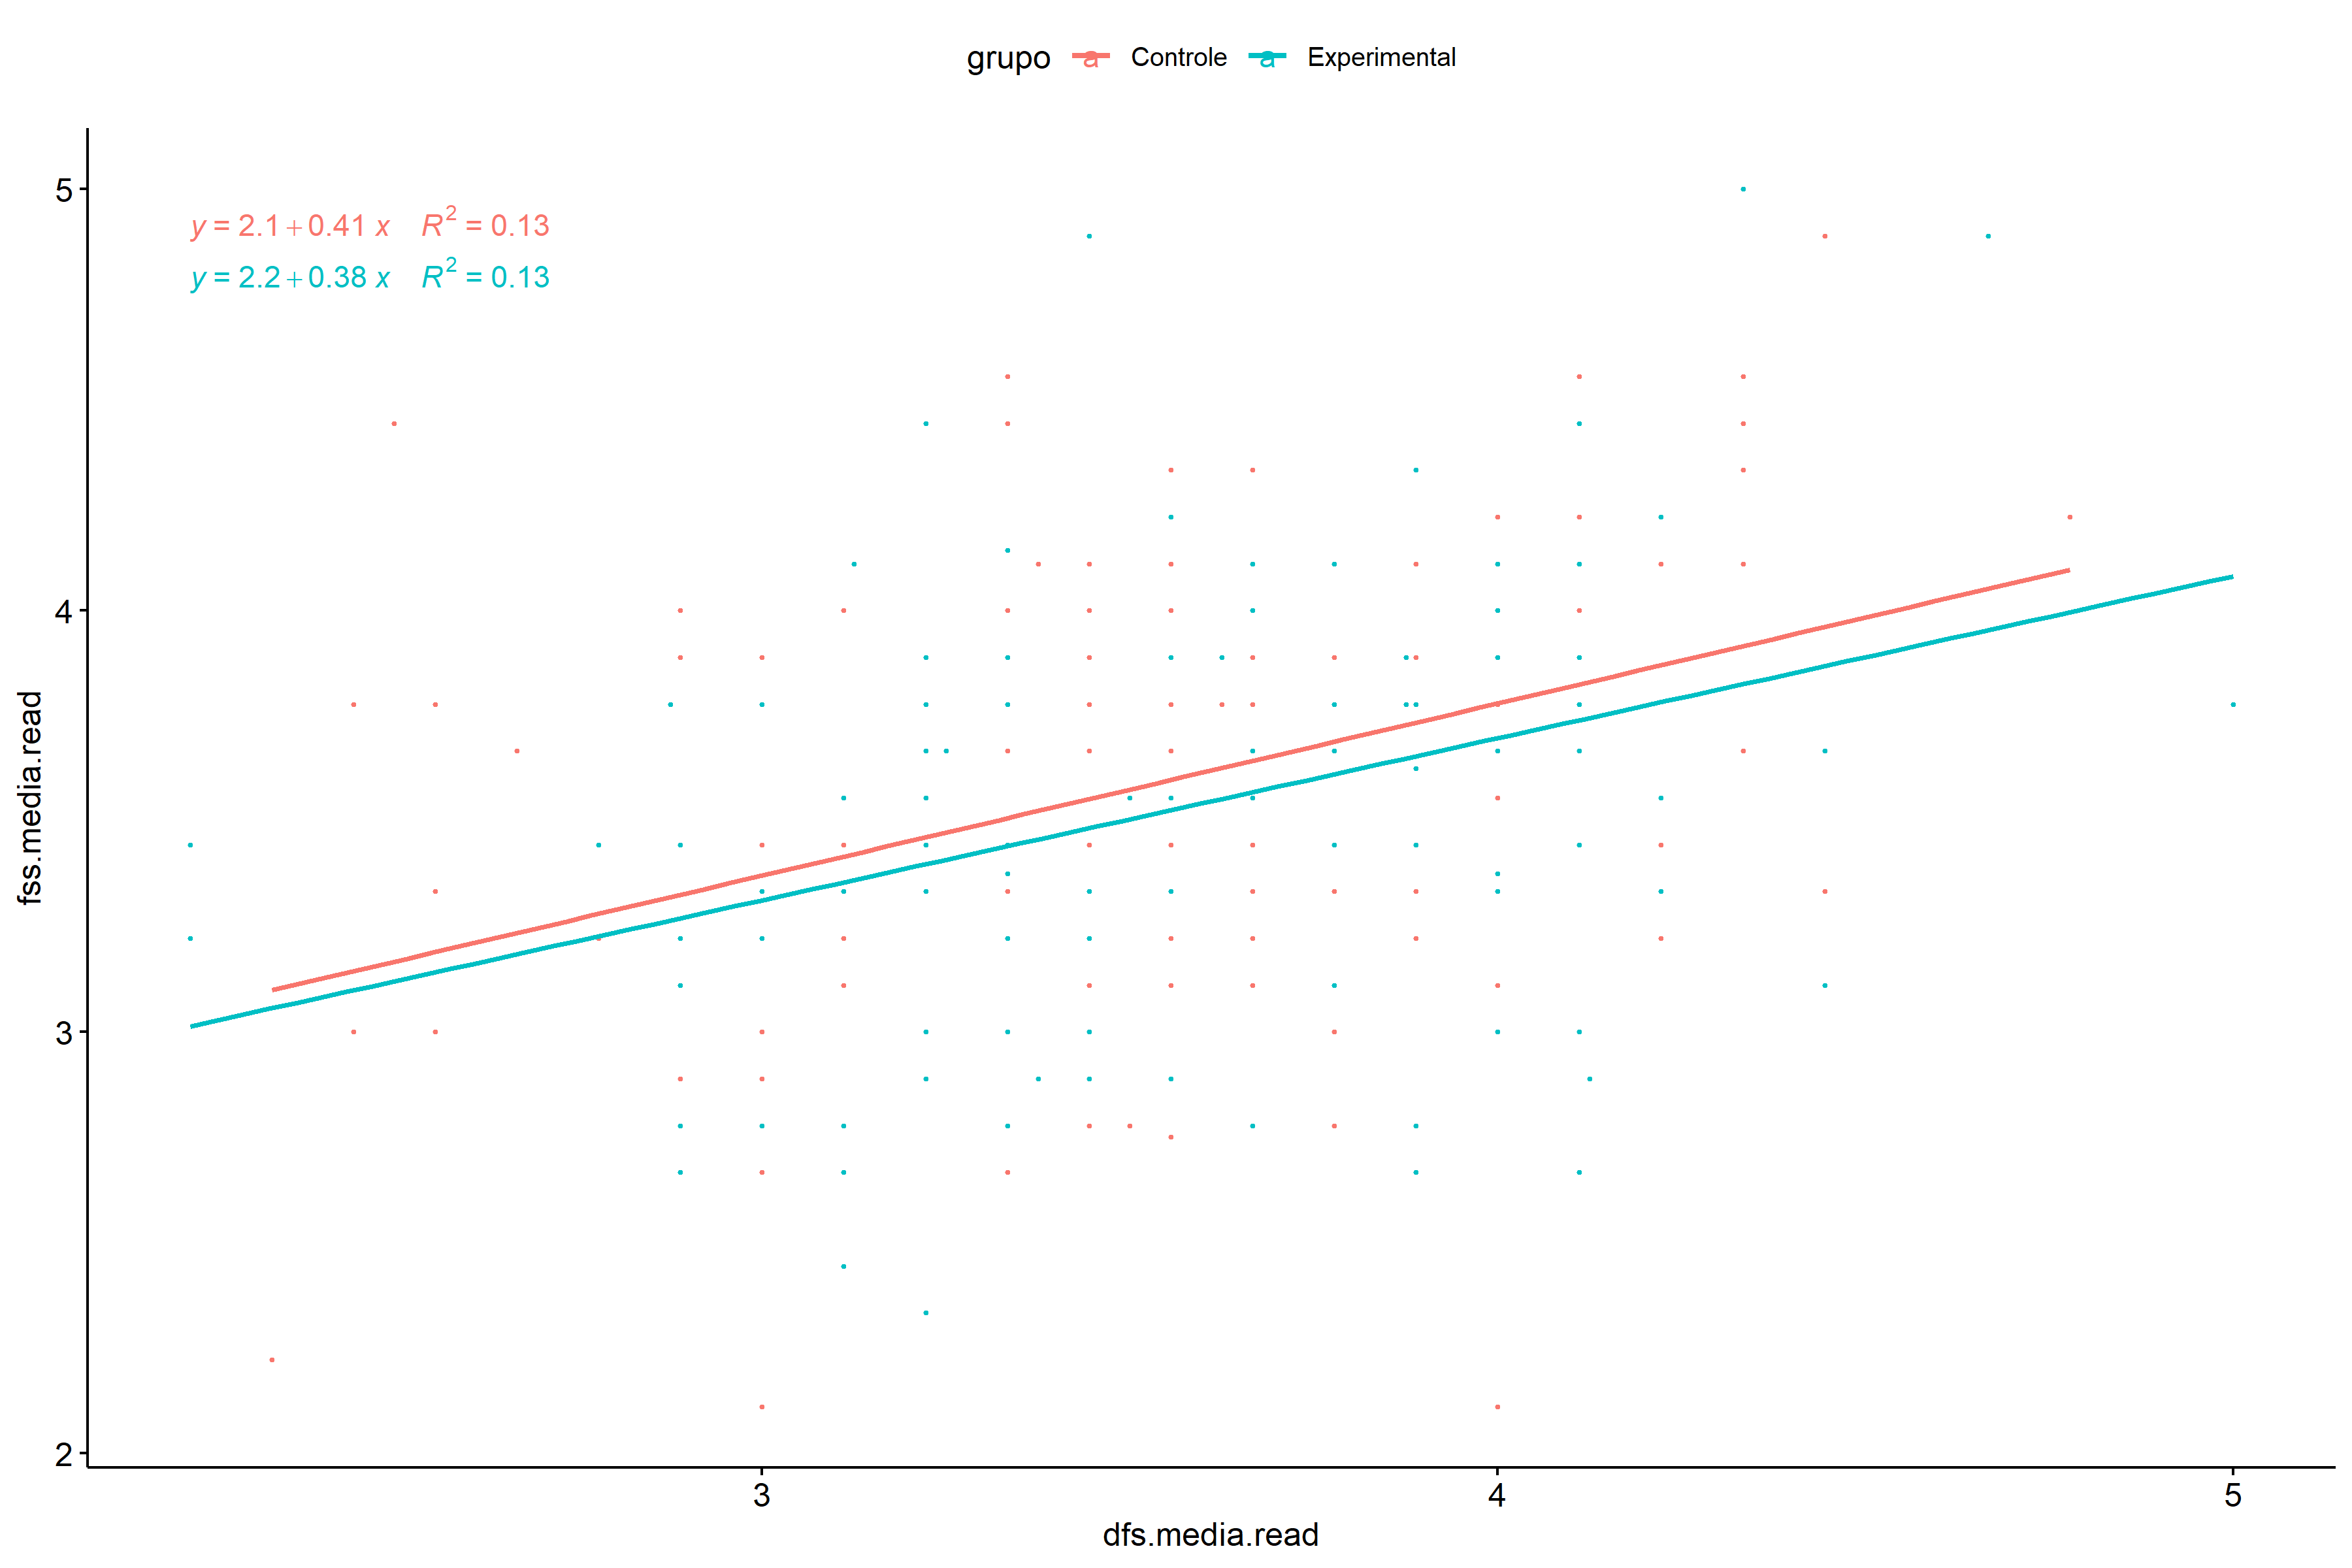 grupo a Controle a Experimental
y = 2.1 + 0.41 x R² = 0.13
y = 2.2 + 0.38 x R² = 0.13
5
4
3
2
fss.media.read
3 4 5
dfs.media.read